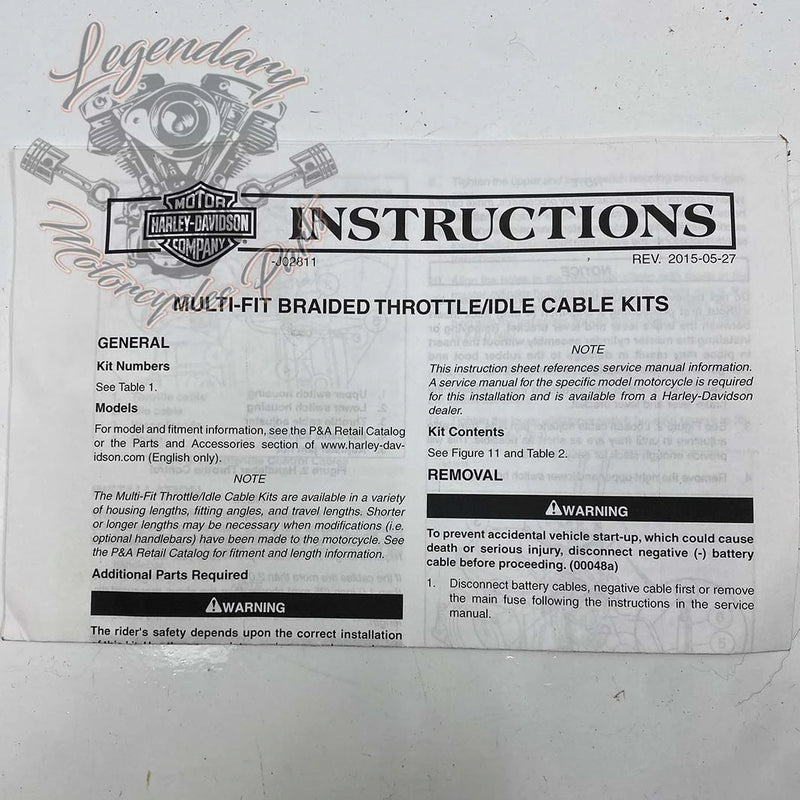 Legendary
Motorcycles Parts
MOTOR
HARLEY-DAVIDSON
COMPANY
INSTRUCTIONS
-J02811
REV. 2015-05-27
MULTI-FIT BRAIDED THROTTLE/IDLE CABLE KITS
GENERAL
Kit Numbers
See Table 1.
Models
For model and fitment information, see the P&A Retail Catalog
or the Parts and Accessories section of www.harley-dav-
idson.com (English only).
NOTE
The Multi-Fit Throttle/Idle Cable Kits are available in a variety
of housing lengths, fitting angles, and travel lengths. Shorter
or longer lengths may be necessary when modifications (i.e.
optional handlebars) have been made to the motorcycle. See
the P&A Retail Catalog for fitment and length information.
Additional Parts Required
WARNING
The rider's safety depends upon the correct installation
NOTE
This instruction sheet references service manual information.
A service manual for the specific model motorcycle is required
for this installation and is available from a Harley-Davidson
dealer.
Kit Contents
See Figure 11 and Table 2.
REMOVAL
WARNING
To prevent accidental vehicle start-up, which could cause
death or serious injury, disconnect negative (-) battery
cable before proceeding. (00048a)
1. Disconnect battery cables, negative cable first or remove
the main fuse following the instructions in the service
manual.